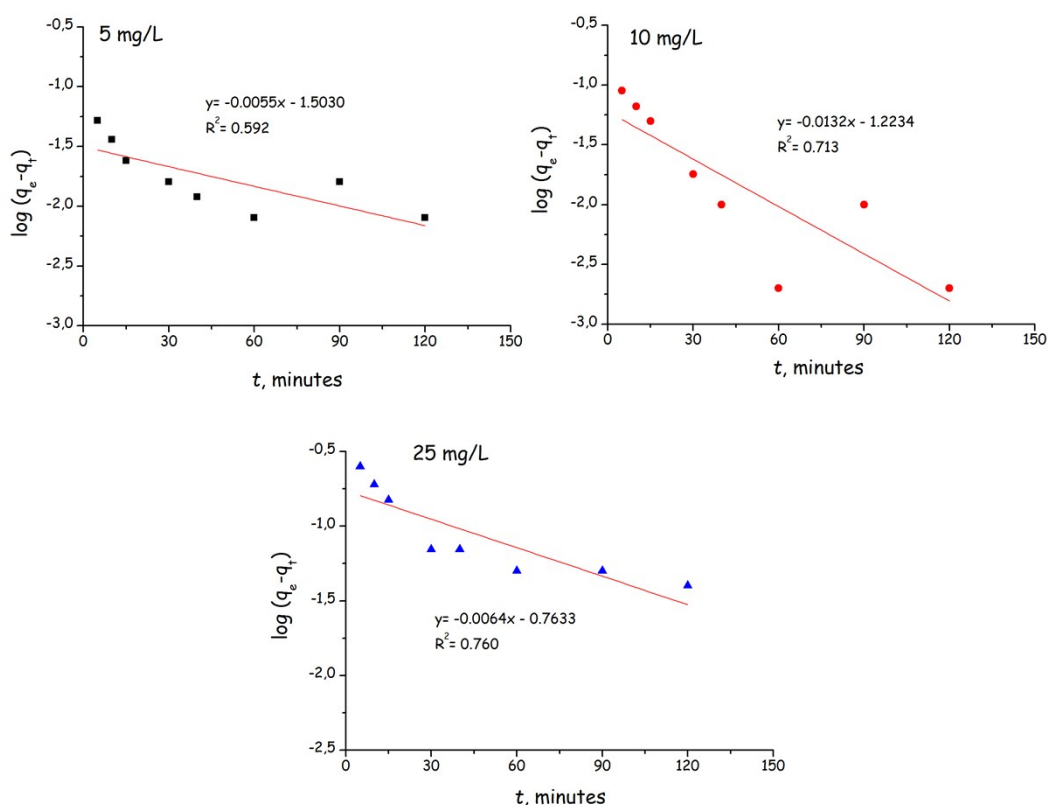 5 mg/L
-0,5
-1,0
-1,5
-2,0
-2,5
-3,0
log (qₑ-qₜ)
y= -0.0055x - 1.5030
R²= 0.592
0 30 60 90 120 150
t, minutes
10 mg/L
-0,5
-1,0
-1,5
-2,0
-2,5
-3,0
log (qₑ-qₜ)
y= -0.0132x - 1.2234
R²= 0.713
0 30 60 90 120 150
t, minutes
25 mg/L
-0,5
-1,0
-1,5
-2,0
-2,5
log (qₑ-qₜ)
y= -0.0064x - 0.7633
R²= 0.760
0 30 60 90 120 150
t, minutes